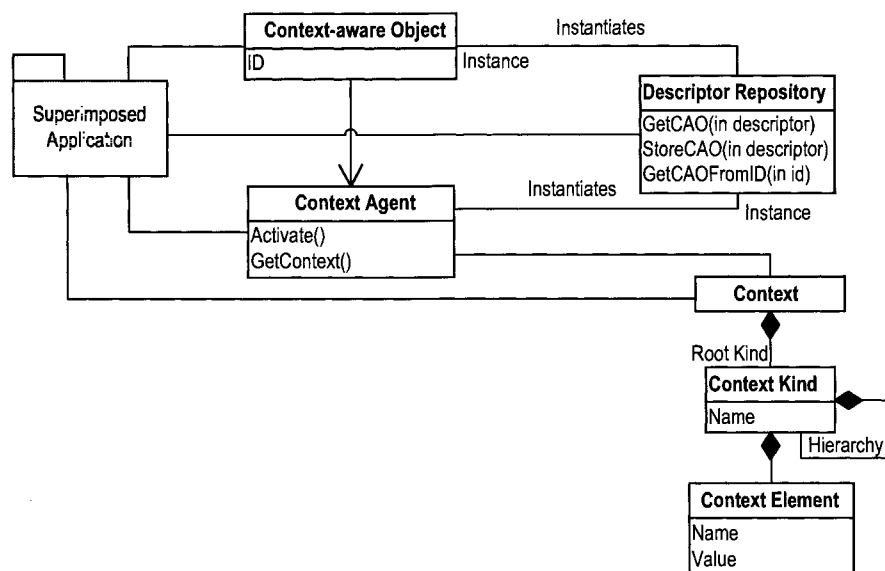 Context-aware Object
ID
Instantiates
Instance
Superimposed
Application
Descriptor Repository
GetCAO(in descriptor)
StoreCAO(in descriptor)
GetCAOFromID(in id)
Context Agent
Activate()
GetContext()
Instantiates
Instance
Context
Root Kind
Context Kind
Name
Hierarchy
Context Element
Name
Value